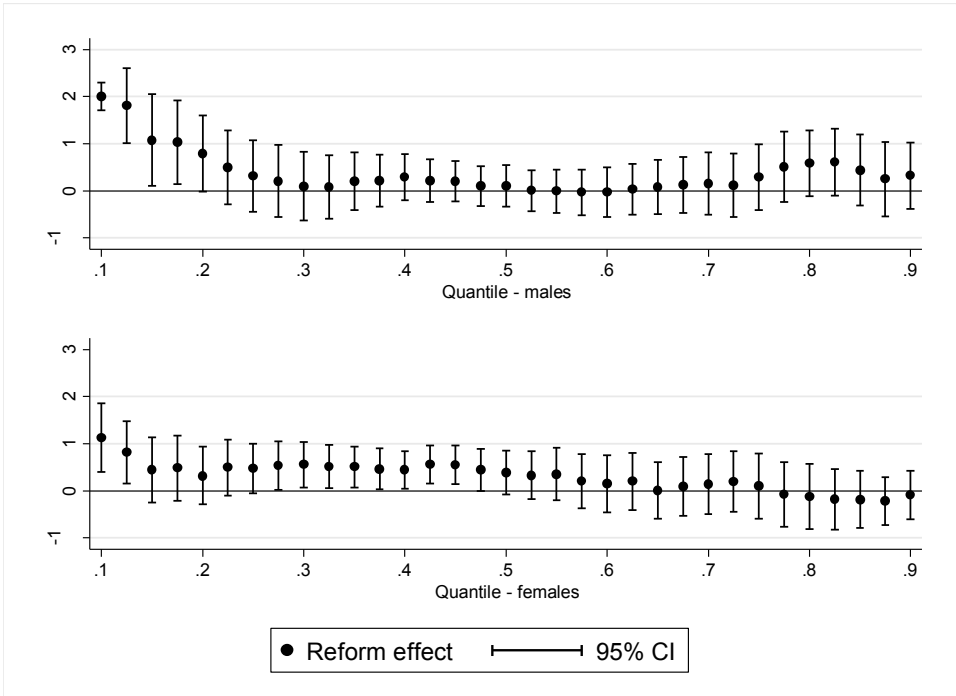 3
2
1
0
-1
.1 .2 .3 .4 .5 .6 .7 .8 .9
Quantile - males
3
2
1
0
-1
.1 .2 .3 .4 .5 .6 .7 .8 .9
Quantile - females
Reform effect 95% CI